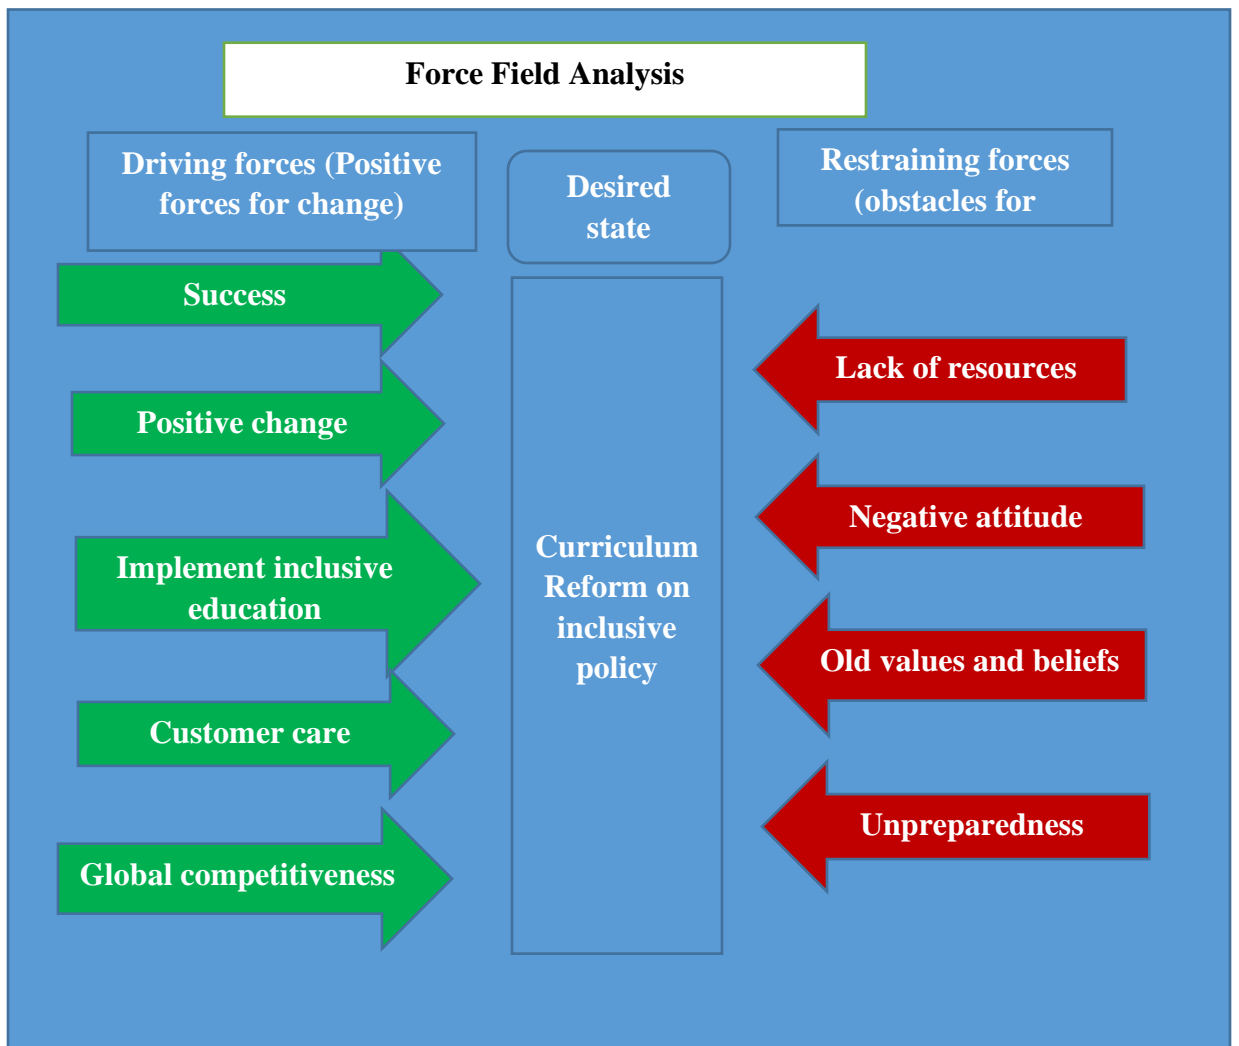 Force Field Analysis
Driving forces (Positive
forces for change)
Desired
state
Restraining forces
(obstacles for
Success
Positive change
Implement inclusive
education
Customer care
Global competitiveness
Curriculum
Reform on
inclusive
policy
Lack of resources
Negative attitude
Old values and beliefs
Unpreparedness